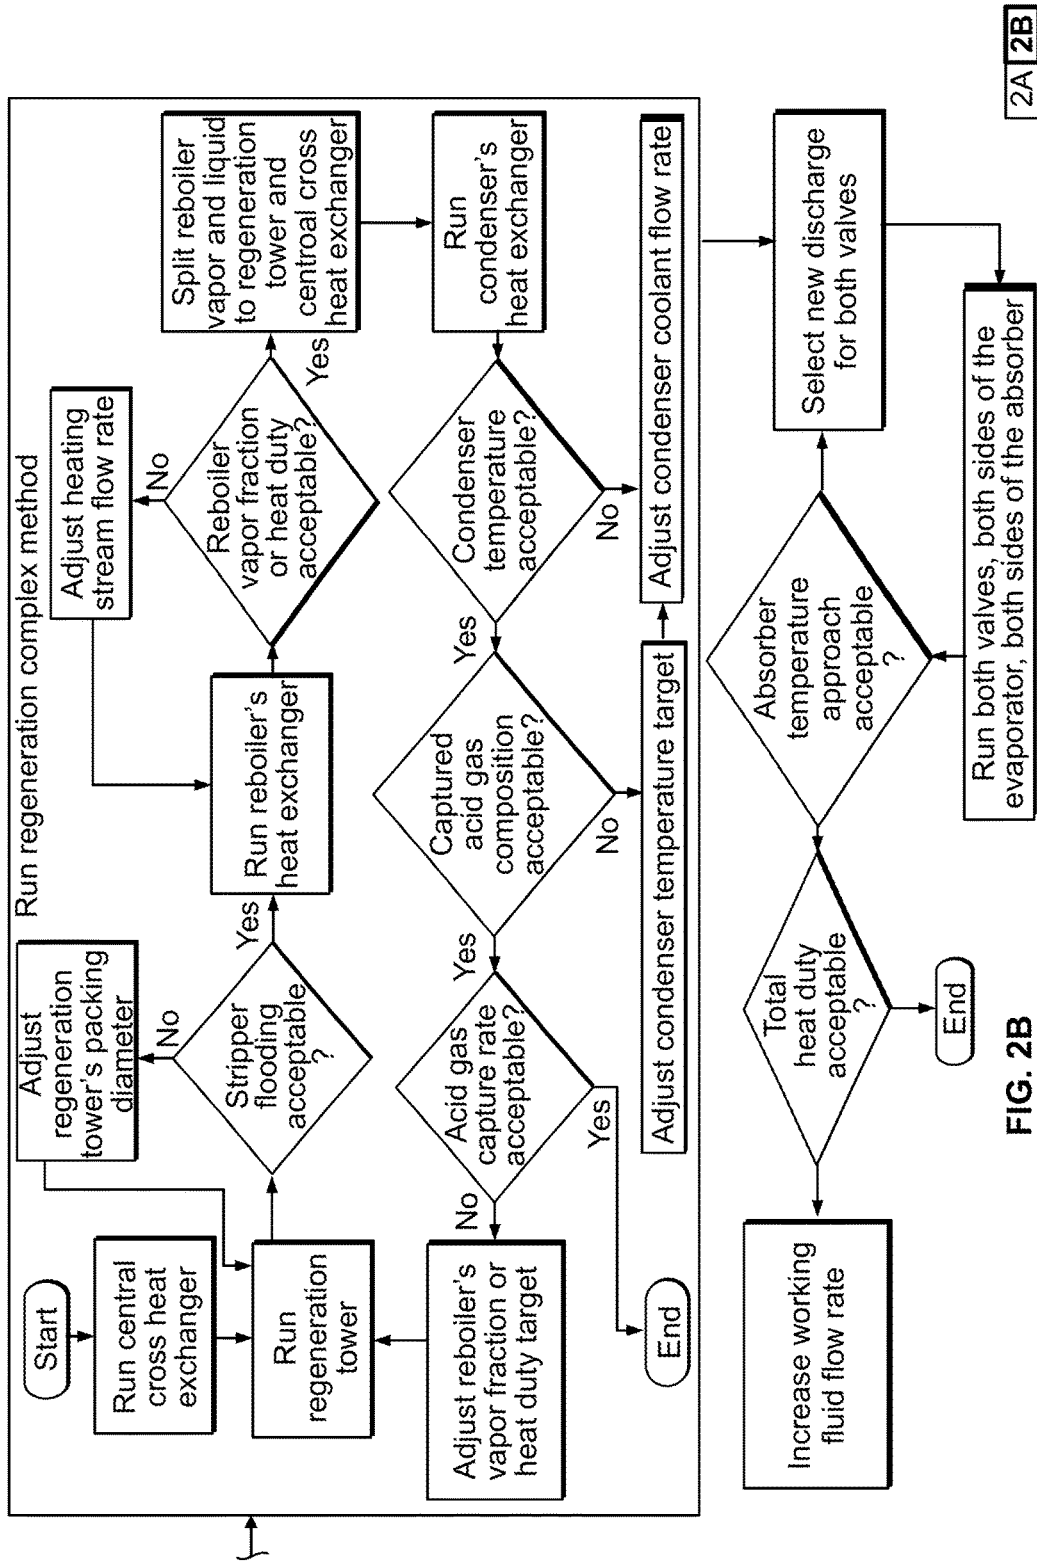 Run regeneration complex method
Start
Run central
cross heat
exchanger
Run
regeneration
tower
Adjust
regeneration
tower's packing
diameter
No
Stripper
flooding
acceptable
?
Yes
Run reboiler's
heat exchanger
Adjust heating
stream flow rate
No
Reboiler
vapor fraction
or heat duty
acceptable?
Yes
Split reboiler
vapor and liquid
to regeneration
tower and
centroal cross
heat exchanger
Run
condenser's
heat exchanger
Condenser
temperature
acceptable?
No
Yes
Captured
acid gas
composition
acceptable?
No
Yes
Acid gas
capture rate
acceptable?
Yes
No
Adjust reboiler's
vapor fraction or
heat duty target
End
Adjust condenser temperature target
Adjust condenser coolant flow rate
Select new discharge
for both valves
Run both valves, both sides of the
evaporator, both sides of the absorber
Absorber
temperature
approach
acceptable
?
Total
heat duty
acceptable
?
End
Increase working
fluid flow rate
FIG. 2B
2A 2B